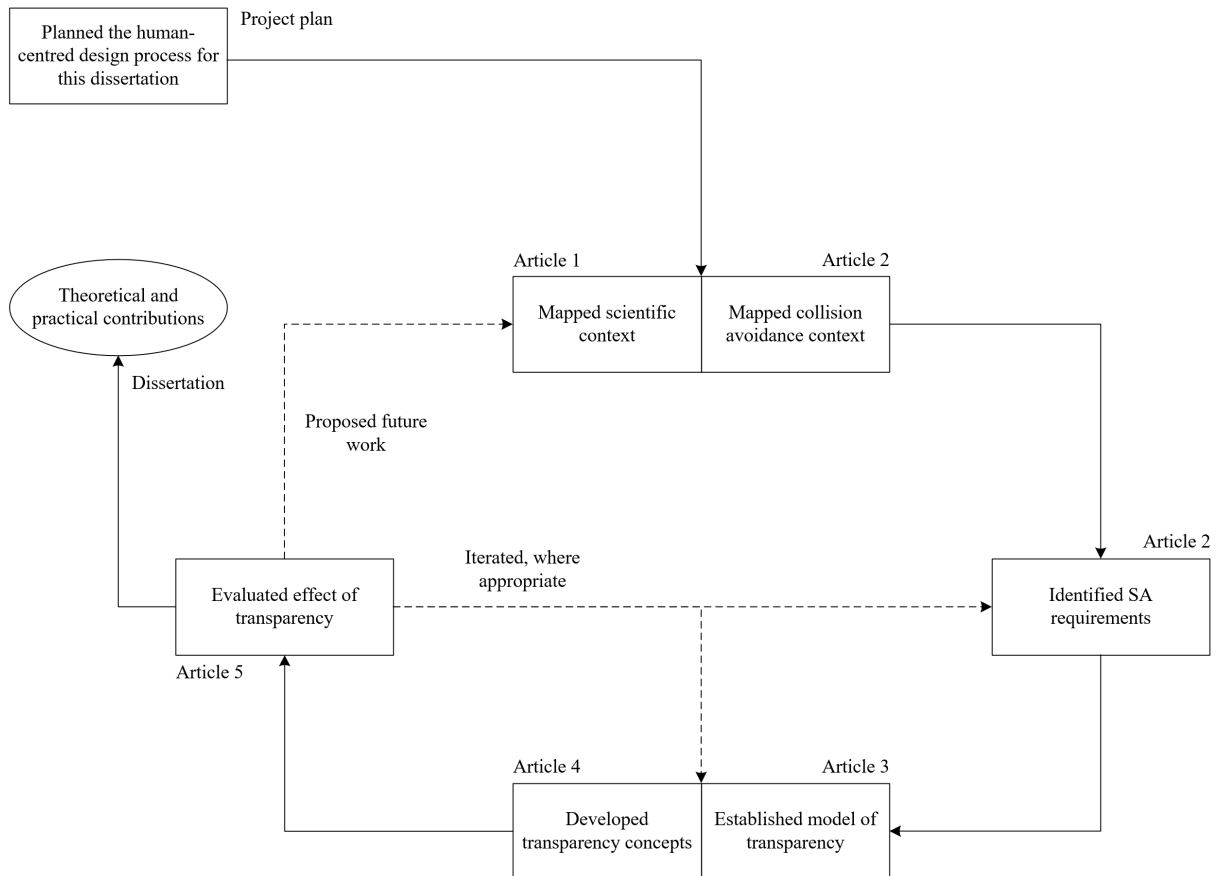 Planned the human-
centred design process for
this dissertation
Project plan
Article 1
Article 2
Mapped scientific
context
Mapped collision
avoidance context
Theoretical and
practical contributions
Dissertation
Proposed future
work
Iterated, where
appropriate
Article 2
Identified SA
requirements
Evaluated effect of
transparency
Article 5
Article 4
Article 3
Developed
transparency concepts
Established model of
transparency